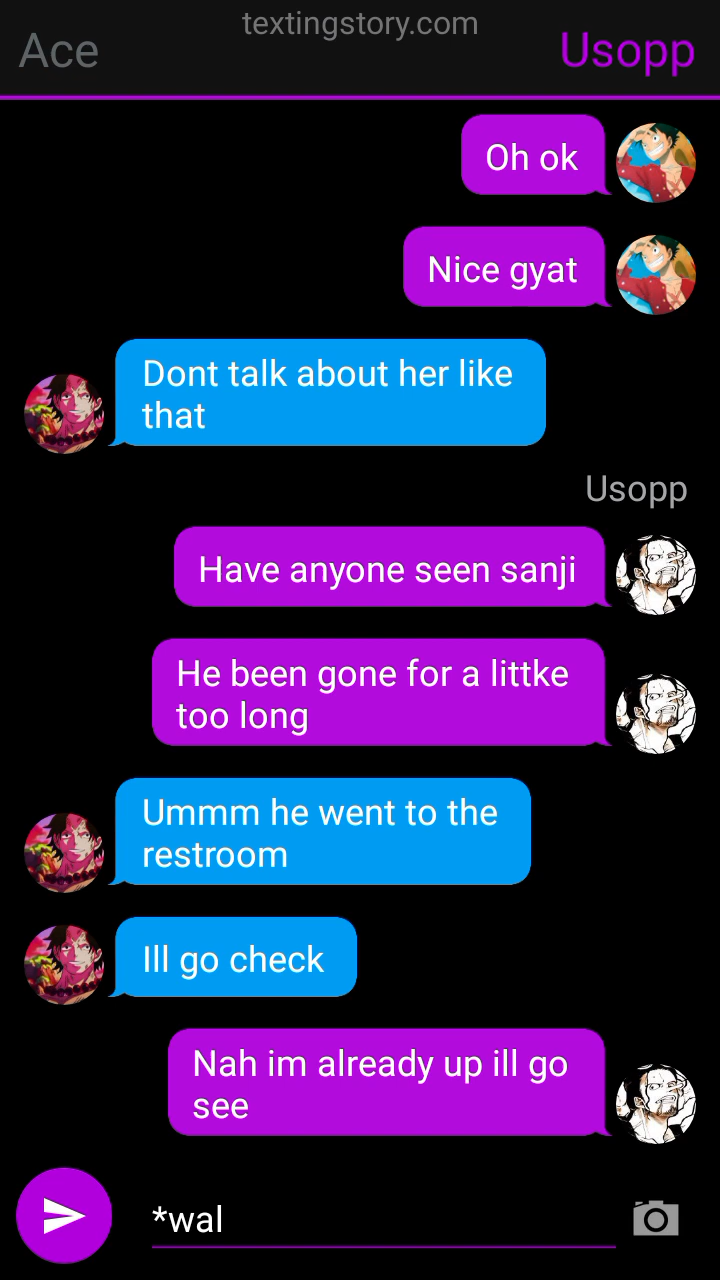 textingstory.com
Ace
Usopp
Oh ok
Nice gyat
Dont talk about her like
that
Usopp
Have anyone seen sanji
He been gone for a littke
too long
Ummm he went to the
restroom
Ill go check
Nah im already up ill go
see
*wal